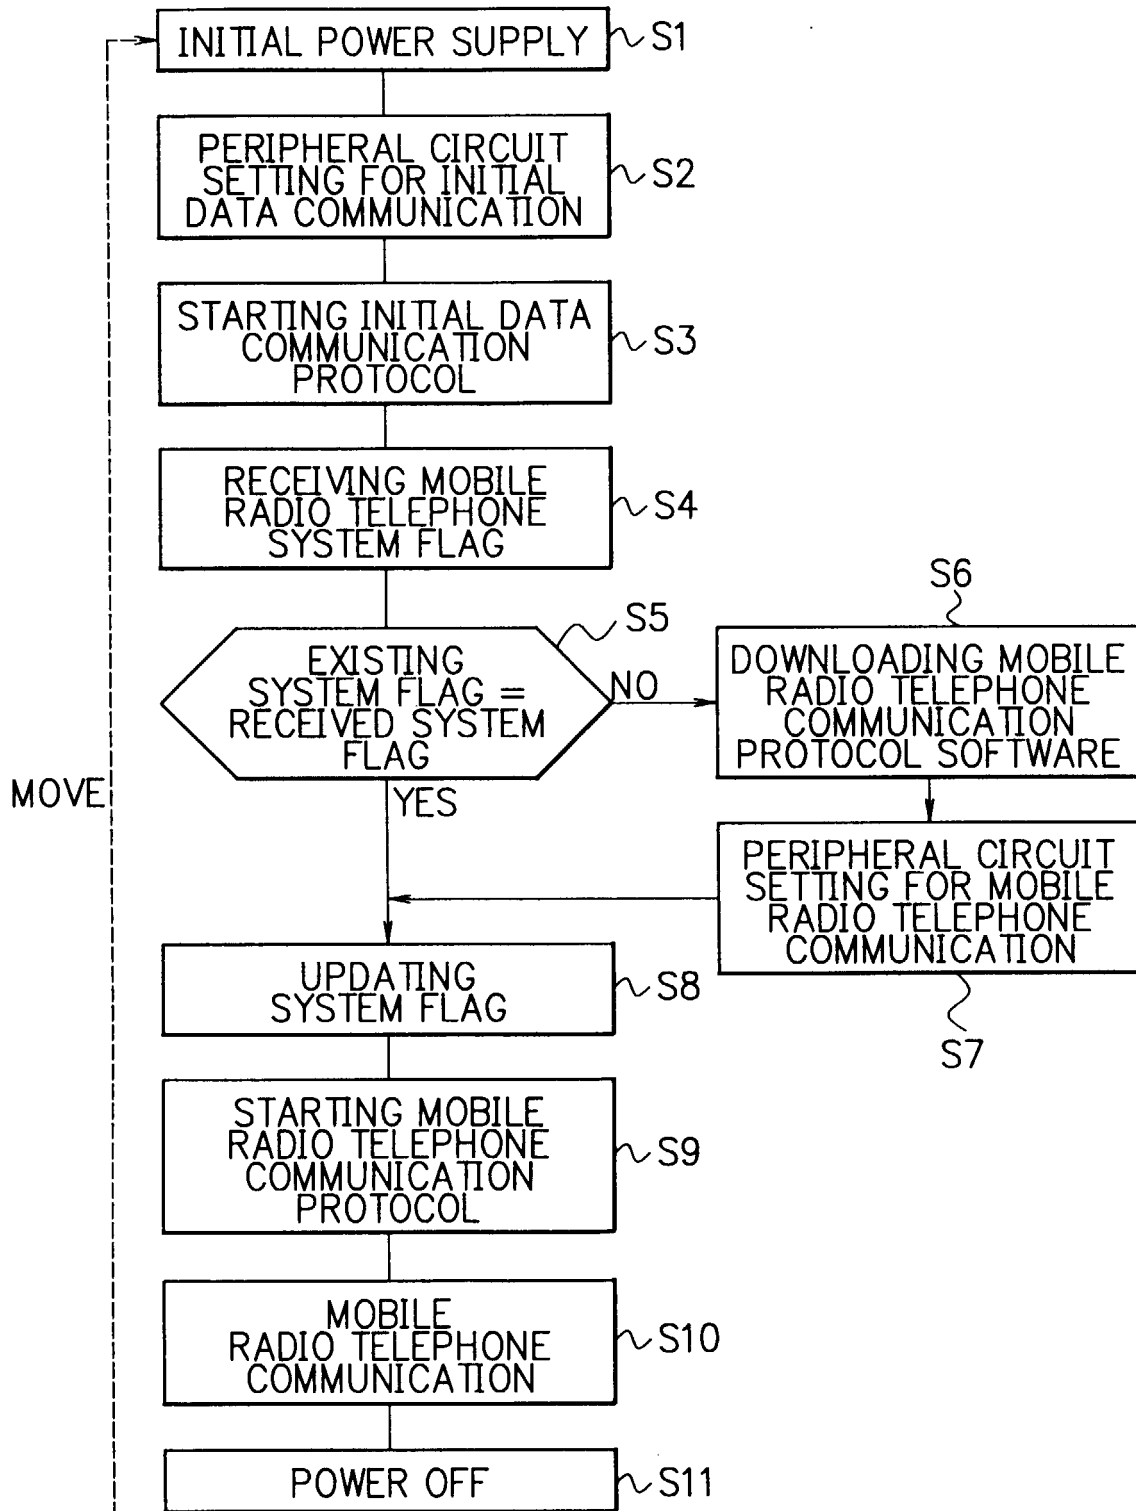 INITIAL POWER SUPPLY
S1
PERIPHERAL CIRCUIT
SETTING FOR INITIAL
DATA COMMUNICATION
S2
STARTING INITIAL DATA
COMMUNICATION
PROTOCOL
S3
RECEIVING MOBILE
RADIO TELEPHONE
SYSTEM FLAG
S4
EXISTING
SYSTEM FLAG =
RECEIVED SYSTEM
FLAG
S5
NO
YES
S6
DOWNLOADING MOBILE
RADIO TELEPHONE
COMMUNICATION
PROTOCOL SOFTWARE
PERIPHERAL CIRCUIT
SETTING FOR MOBILE
RADIO TELEPHONE
COMMUNICATION
S7
MOVE
UPDATING
SYSTEM FLAG
S8
STARTING MOBILE
RADIO TELEPHONE
COMMUNICATION
PROTOCOL
S9
MOBILE
RADIO TELEPHONE
COMMUNICATION
S10
POWER OFF
S11